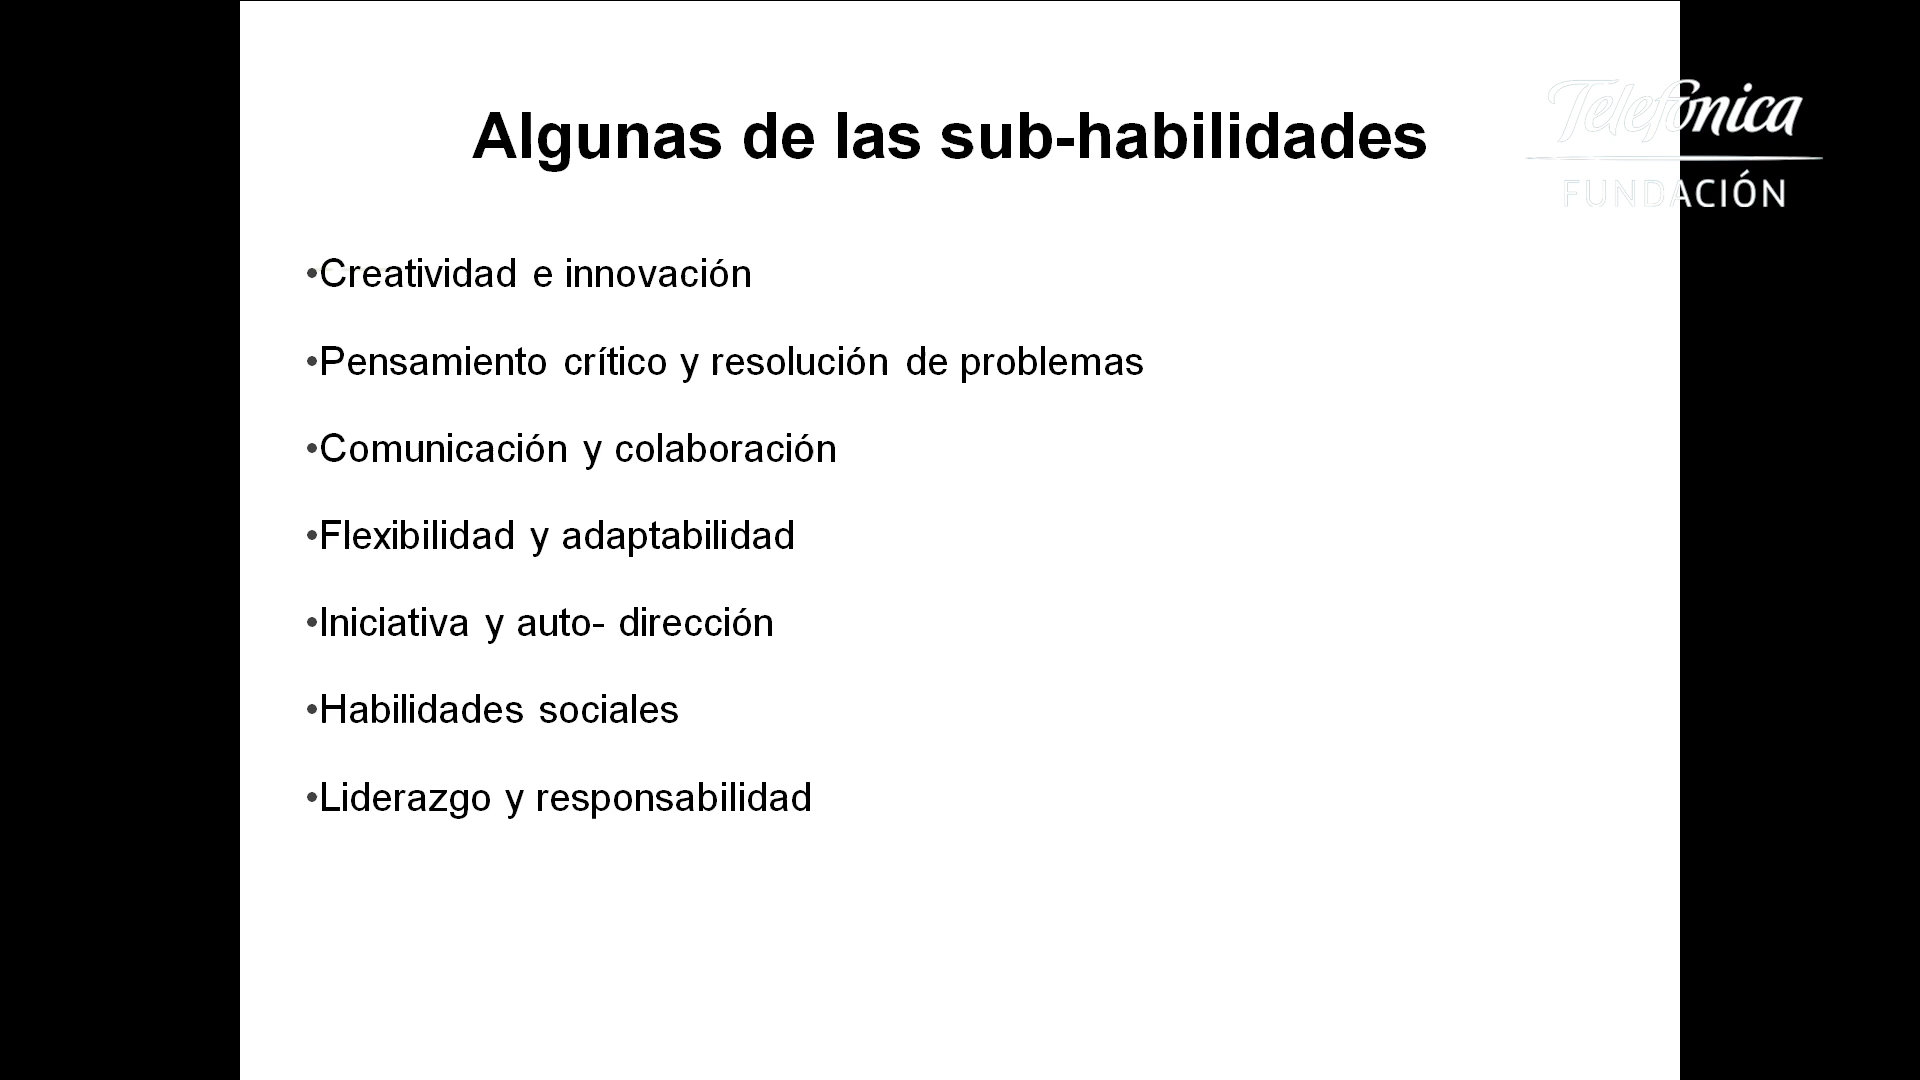 Algunas de las sub-habilidades
Telefónica
FUNDACIÓN
•Creatividad e innovación
•Pensamiento crítico y resolución de problemas
•Comunicación y colaboración
•Flexibilidad y adaptabilidad
•Iniciativa y auto- dirección
•Habilidades sociales
•Liderazgo y responsabilidad